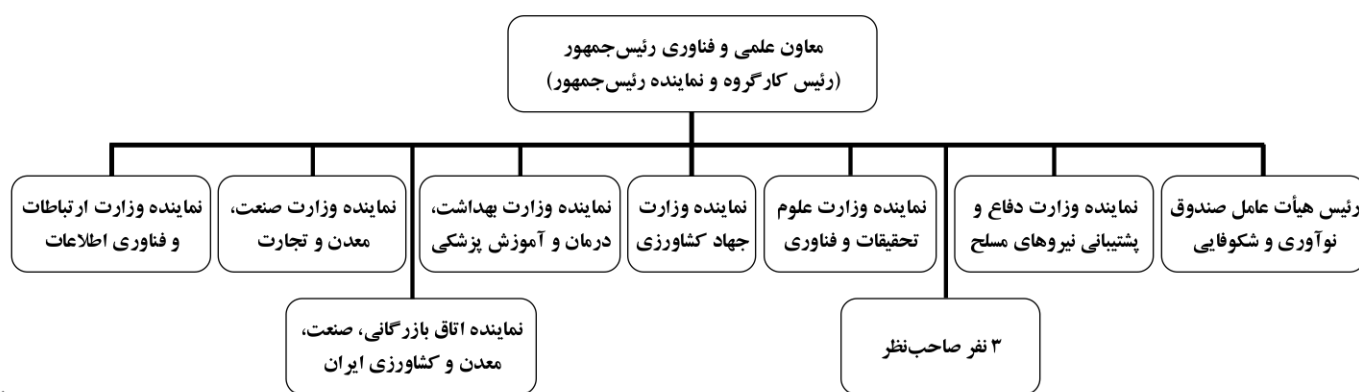 معاون علمی و فناوری رئیس‌جمهور
(رئیس کارگروه و نماینده رئیس‌جمهور)
رئیس هیأت عامل صندوق
نوآوری و شکوفایی
نماینده وزارت دفاع و
پشتیبانی نیروهای مسلح
نماینده وزارت علوم
تحقیقات و فناوری
نماینده وزارت
جهاد کشاورزی
نماینده وزارت بهداشت،
درمان و آموزش پزشکی
نماینده وزارت صنعت،
معدن و تجارت
نماینده وزارت ارتباطات
و فناوری اطلاعات
۳ نفر صاحب‌نظر
نماینده اتاق بازرگانی، صنعت،
معدن و کشاورزی ایران